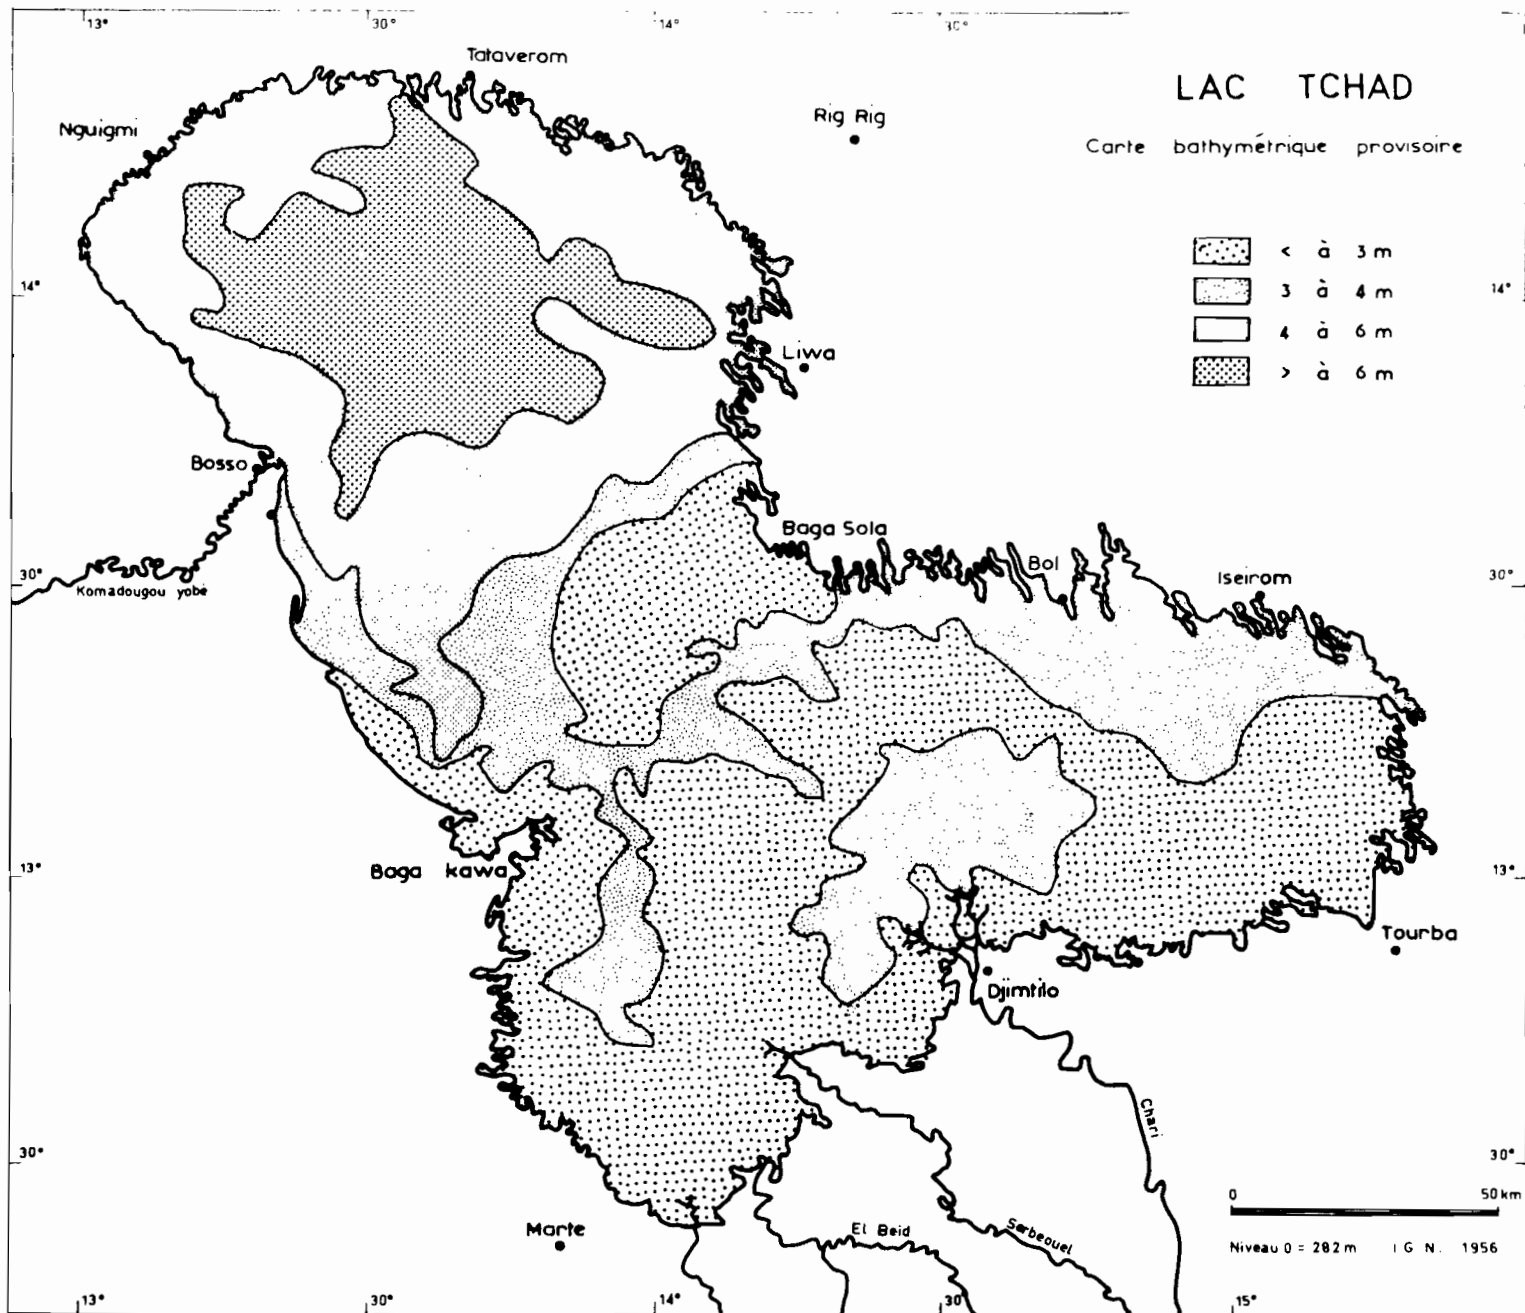 13°
30°
14°
30°
Tataverom
LAC TCHAD
Rig Rig
Nguigmi
Carte bathymétrique provisoire
< à 3 m
3 à 4 m
4 à 6 m
> à 6 m
14°
14°
Liwa
Bosso
Baga Sola
Bol
Iseirom
30°
30°
Komadougou yobé
Baga kawa
13°
13°
Tourba
Djimtilo
Chari
30°
30°
0 50 km
Marte
El Beid
Serbeouel
Niveau 0 = 282 m I G N. 1956
13°
30°
14°
30°
15°